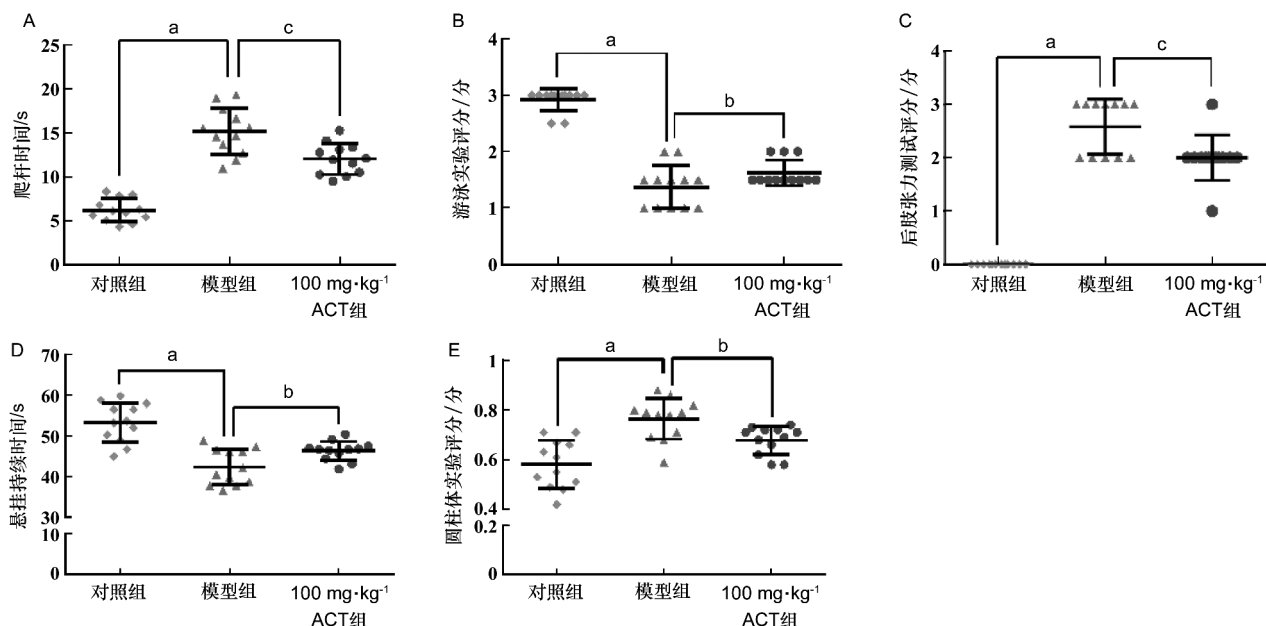 A
a
c
爬杆时间/s
25
20
15
10
5
0
对照组
模型组
100 mg·kg⁻¹
ACT组
B
a
b
游泳实验评分/分
4
3
2
1
0
对照组
模型组
100 mg·kg⁻¹
ACT组
C
a
c
后肢张力测试评分/分
4
3
2
1
0
对照组
模型组
100 mg·kg⁻¹
ACT组
D
a
b
悬挂持续时间/s
70
60
50
40
30
10
0
对照组
模型组
100 mg·kg⁻¹
ACT组
E
a
b
圆柱体实验评分/分
1
0.8
0.6
0.4
0.2
0
对照组
模型组
100 mg·kg⁻¹
ACT组